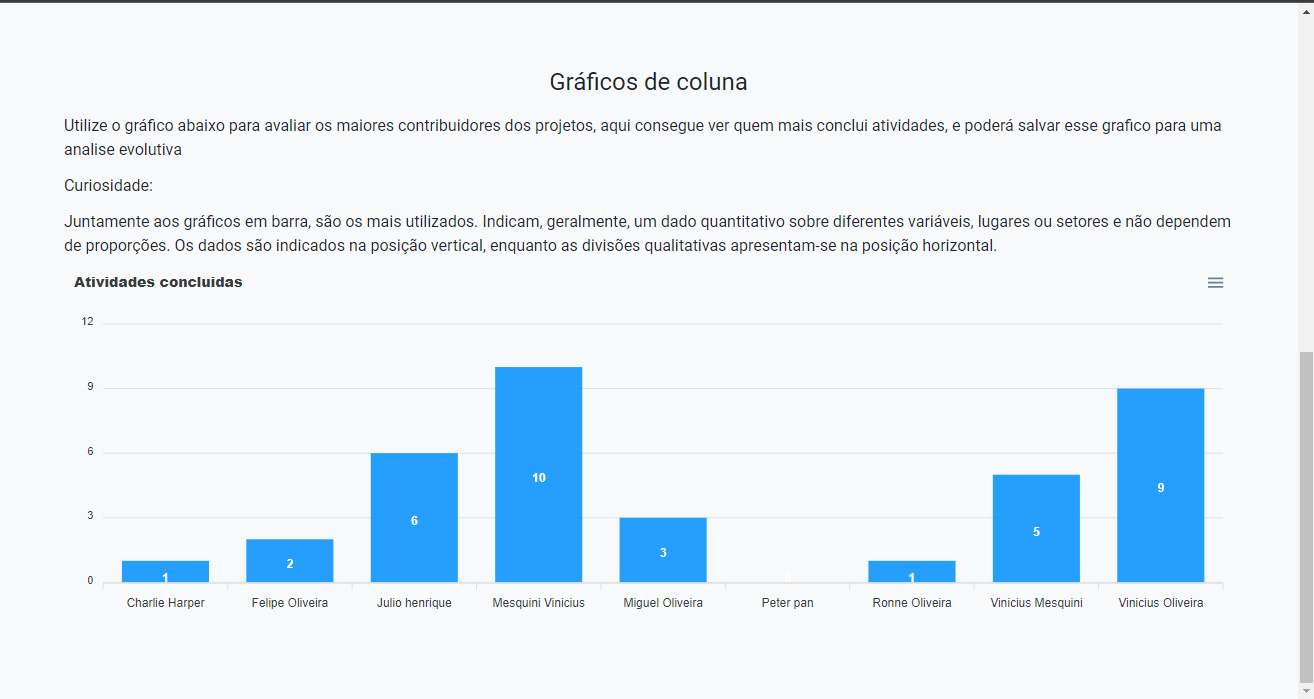 Gráficos de coluna
Utilize o gráfico abaixo para avaliar os maiores contribuidores dos projetos, aqui consegue ver quem mais conclui atividades, e poderá salvar esse grafico para uma
analise evolutiva
Curiosidade:
Juntamente aos gráficos em barra, são os mais utilizados. Indicam, geralmente, um dado quantitativo sobre diferentes variáveis, lugares ou setores e não dependem
de proporções. Os dados são indicados na posição vertical, enquanto as divisões qualitativas apresentam-se na posição horizontal.
Atividades concluidas
12
9
6
3
0
1 2 6 10 3 0 1 5 9
Charlie Harper Felipe Oliveira Julio henrique Mesquini Vinicius Miguel Oliveira Peter pan Ronne Oliveira Vinicius Mesquini Vinicius Oliveira